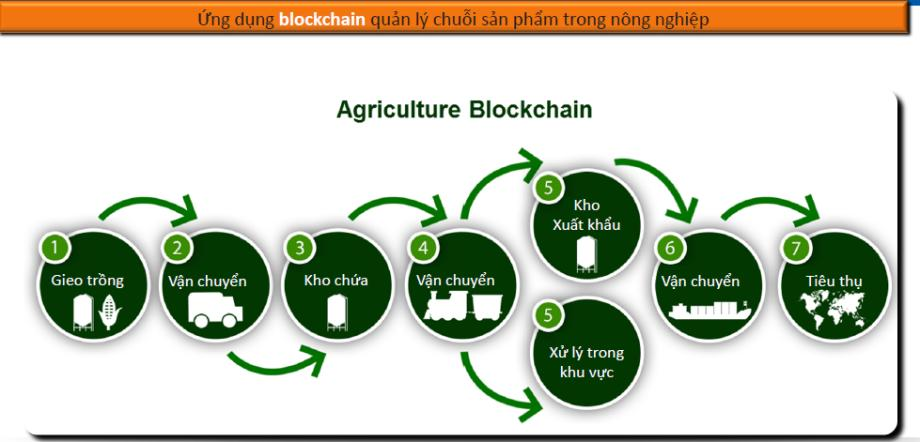 Ứng dụng blockchain quản lý chuỗi sản phẩm trong nông nghiệp
Agriculture Blockchain
1
Gieo trồng
2
Vận chuyển
3
Kho chứa
4
Vận chuyển
5
Kho
Xuất khẩu
5
Xử lý trong
khu vực
6
Vận chuyển
7
Tiêu thụ